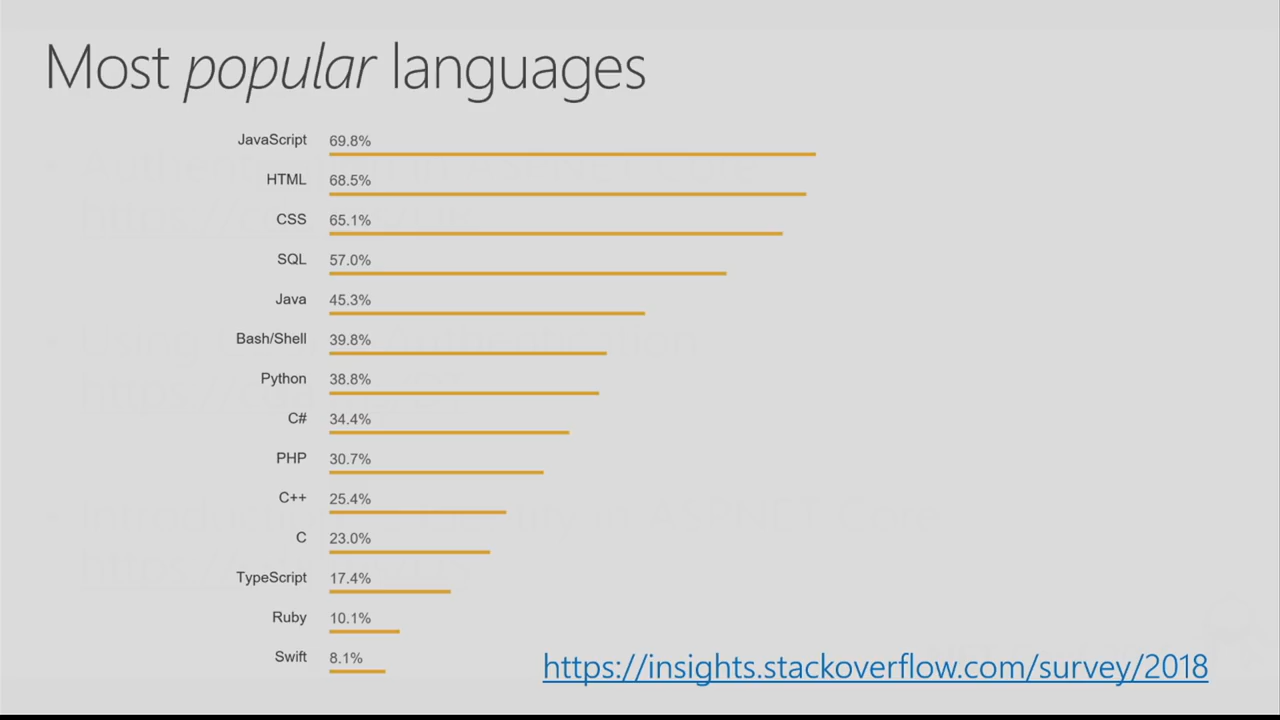 Most popular languages
JavaScript 69.8%
HTML 68.5%
CSS 65.1%
SQL 57.0%
Java 45.3%
Bash/Shell 39.8%
Python 38.8%
C# 34.4%
PHP 30.7%
C++ 25.4%
C 23.0%
TypeScript 17.4%
Ruby 10.1%
Swift 8.1%
https://insights.stackoverflow.com/survey/2018